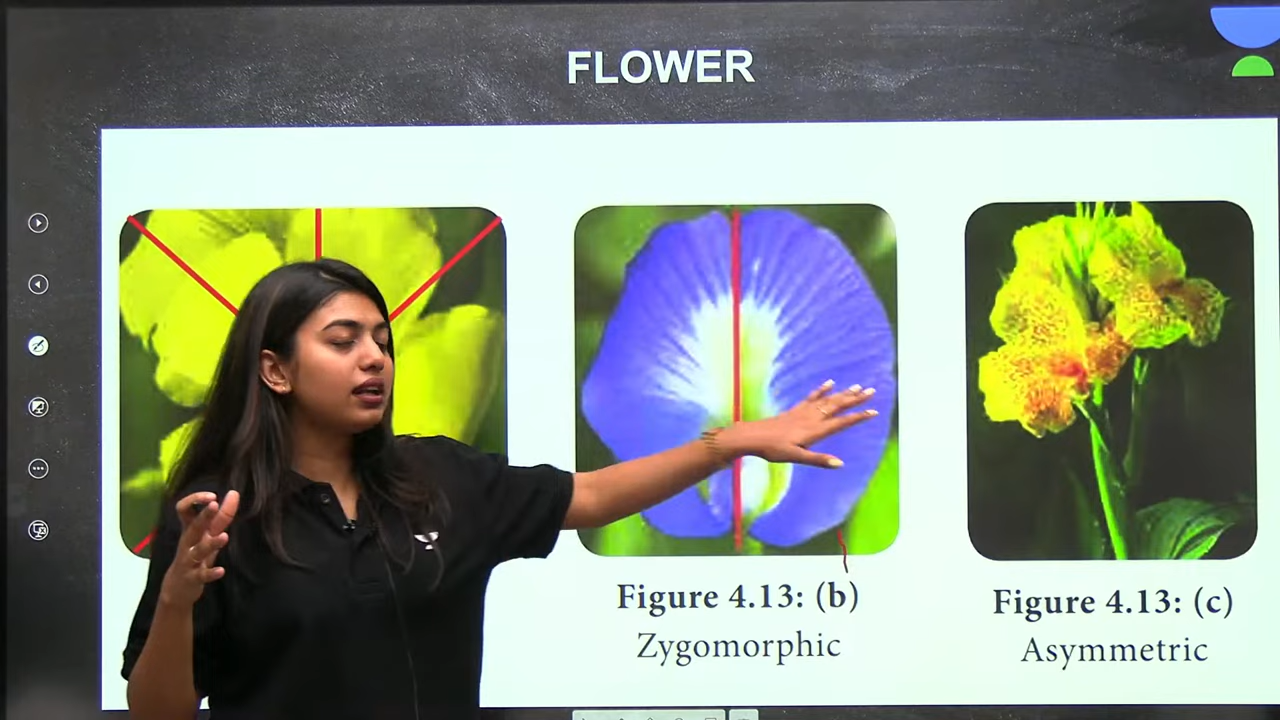 FLOWER
Figure 4.13: (b)
Zygomorphic
Figure 4.13: (c)
Asymmetric